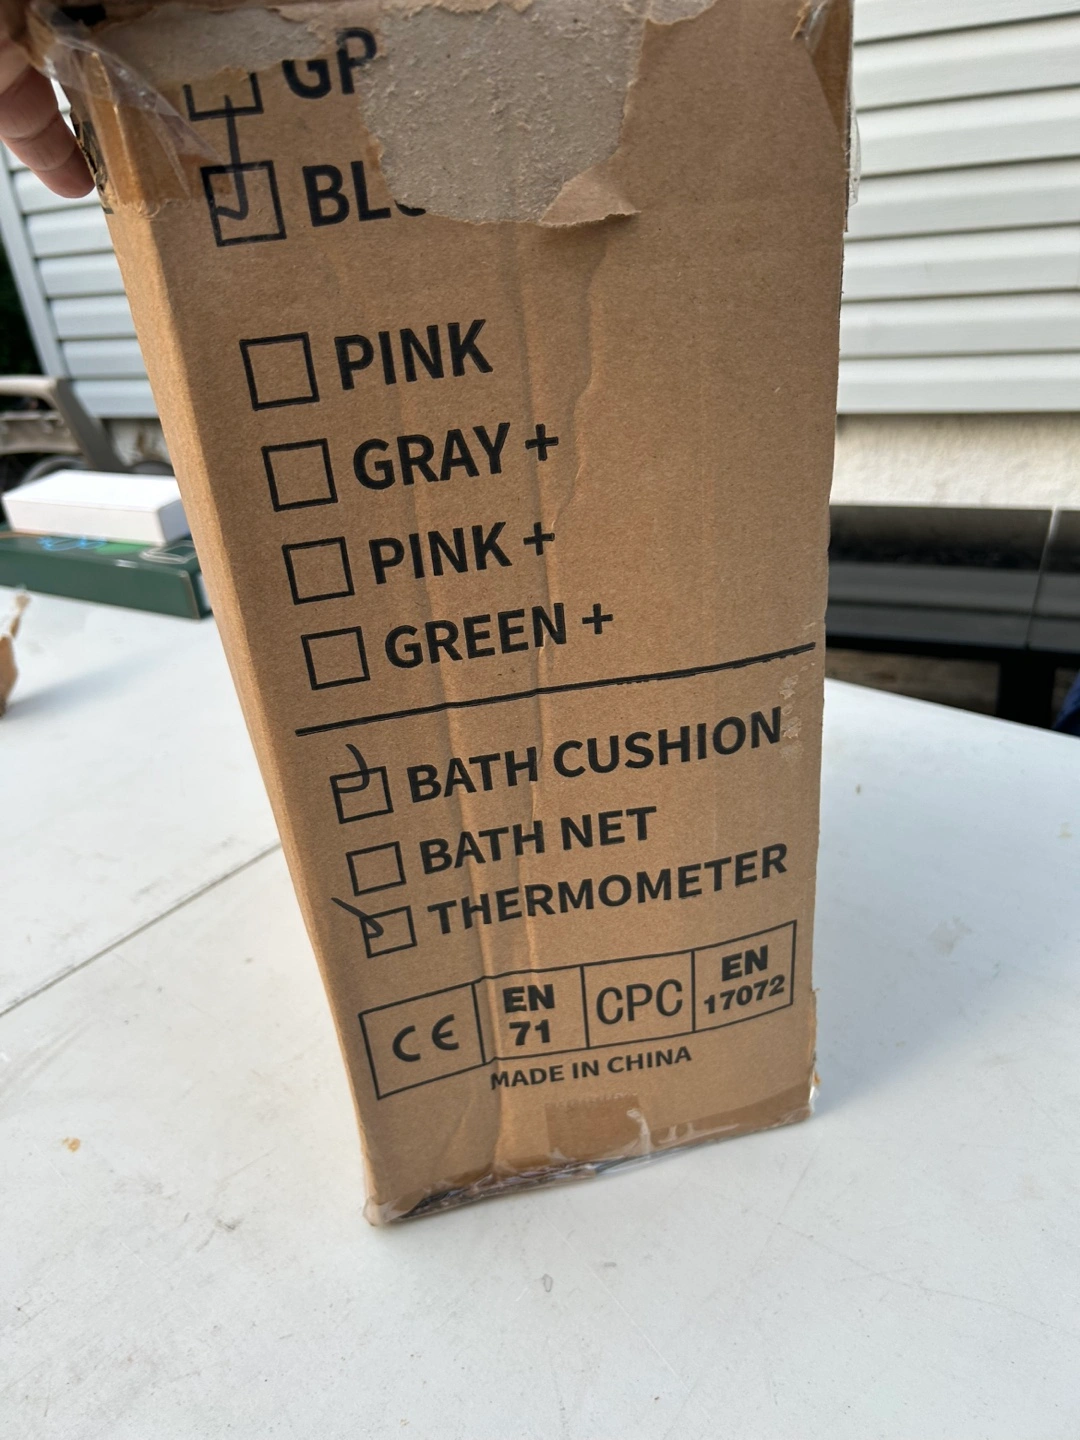 PINK
GRAY +
PINK +
GREEN +
BATH CUSHION
BATH NET
THERMOMETER
CE
EN
71
CPC
EN
17072
MADE IN CHINA